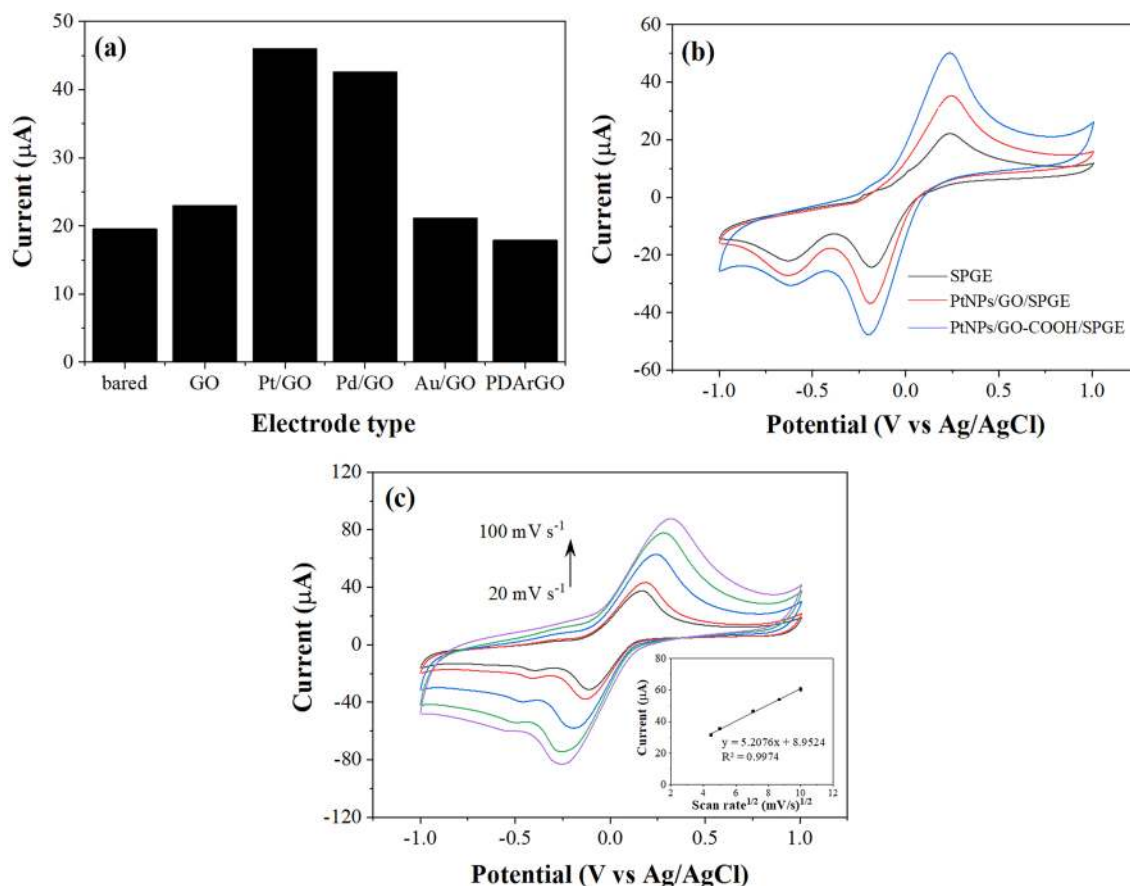 (a)
50
40
30
20
10
0
Current (μA)
bared GO Pt/GO Pd/GO Au/GO PDArGO
Electrode type
(b)
60
40
20
0
-20
-40
-60
Current (μA)
SPGE
PtNPs/GO/SPGE
PtNPs/GO-COOH/SPGE
-1.0 -0.5 0.0 0.5 1.0
Potential (V vs Ag/AgCl)
(c)
120
80
40
0
-40
-80
-120
Current (μA)
100 mV s⁻¹
20 mV s⁻¹
80
60
40
20
0
Current (μA)
y = 5.2076x + 8.9524
R² = 0.9974
2 4 6 8 10 12
Scan rate¹ᐟ² (mV/s)¹ᐟ²
-1.0 -0.5 0.0 0.5 1.0
Potential (V vs Ag/AgCl)